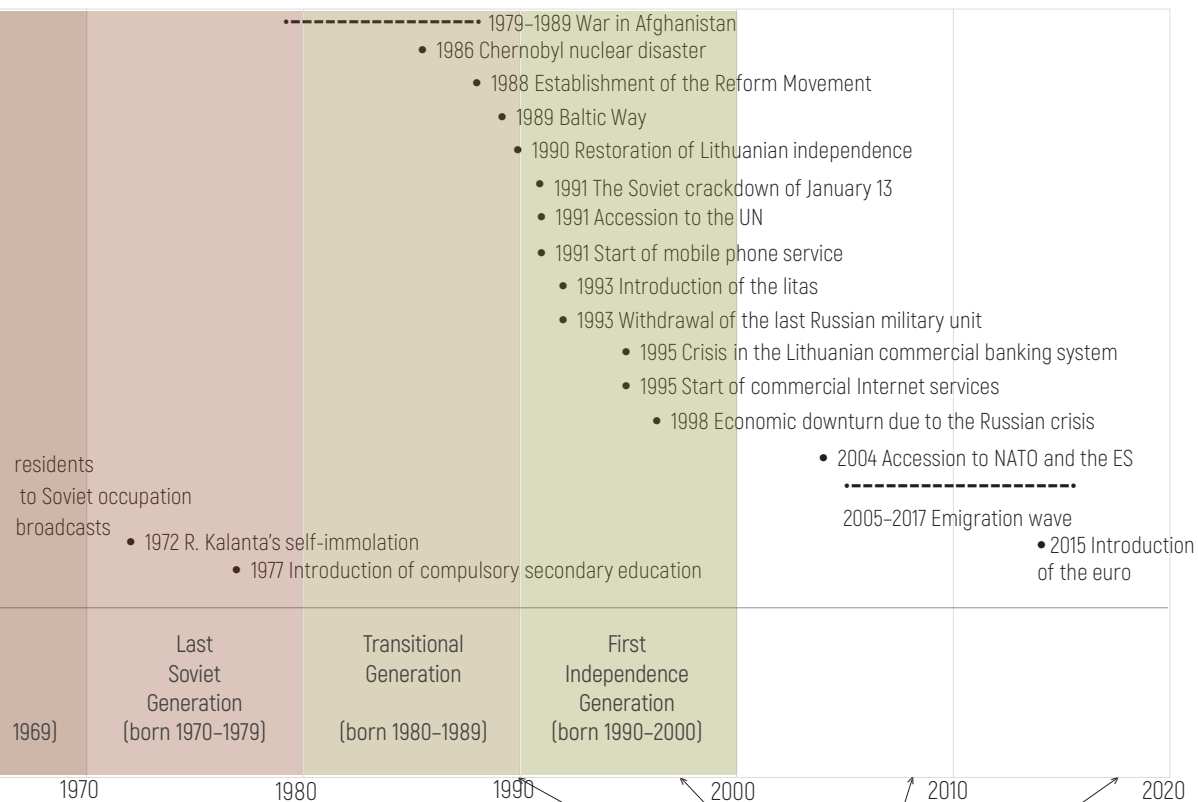 1979–1989 War in Afghanistan
1986 Chernobyl nuclear disaster
1988 Establishment of the Reform Movement
1989 Baltic Way
1990 Restoration of Lithuanian independence
1991 The Soviet crackdown of January 13
1991 Accession to the UN
1991 Start of mobile phone service
1993 Introduction of the litas
1993 Withdrawal of the last Russian military unit
1995 Crisis in the Lithuanian commercial banking system
1995 Start of commercial Internet services
1998 Economic downturn due to the Russian crisis
2004 Accession to NATO and the ES
residents
to Soviet occupation
broadcasts
2005–2017 Emigration wave
2015 Introduction
of the euro
1972 R. Kalanta's self-immolation
1977 Introduction of compulsory secondary education
1969)
Last
Soviet
Generation
(born 1970–1979)
Transitional
Generation
(born 1980–1989)
First
Independence
Generation
(born 1990–2000)
1970
1980
1990
2000
2010
2020